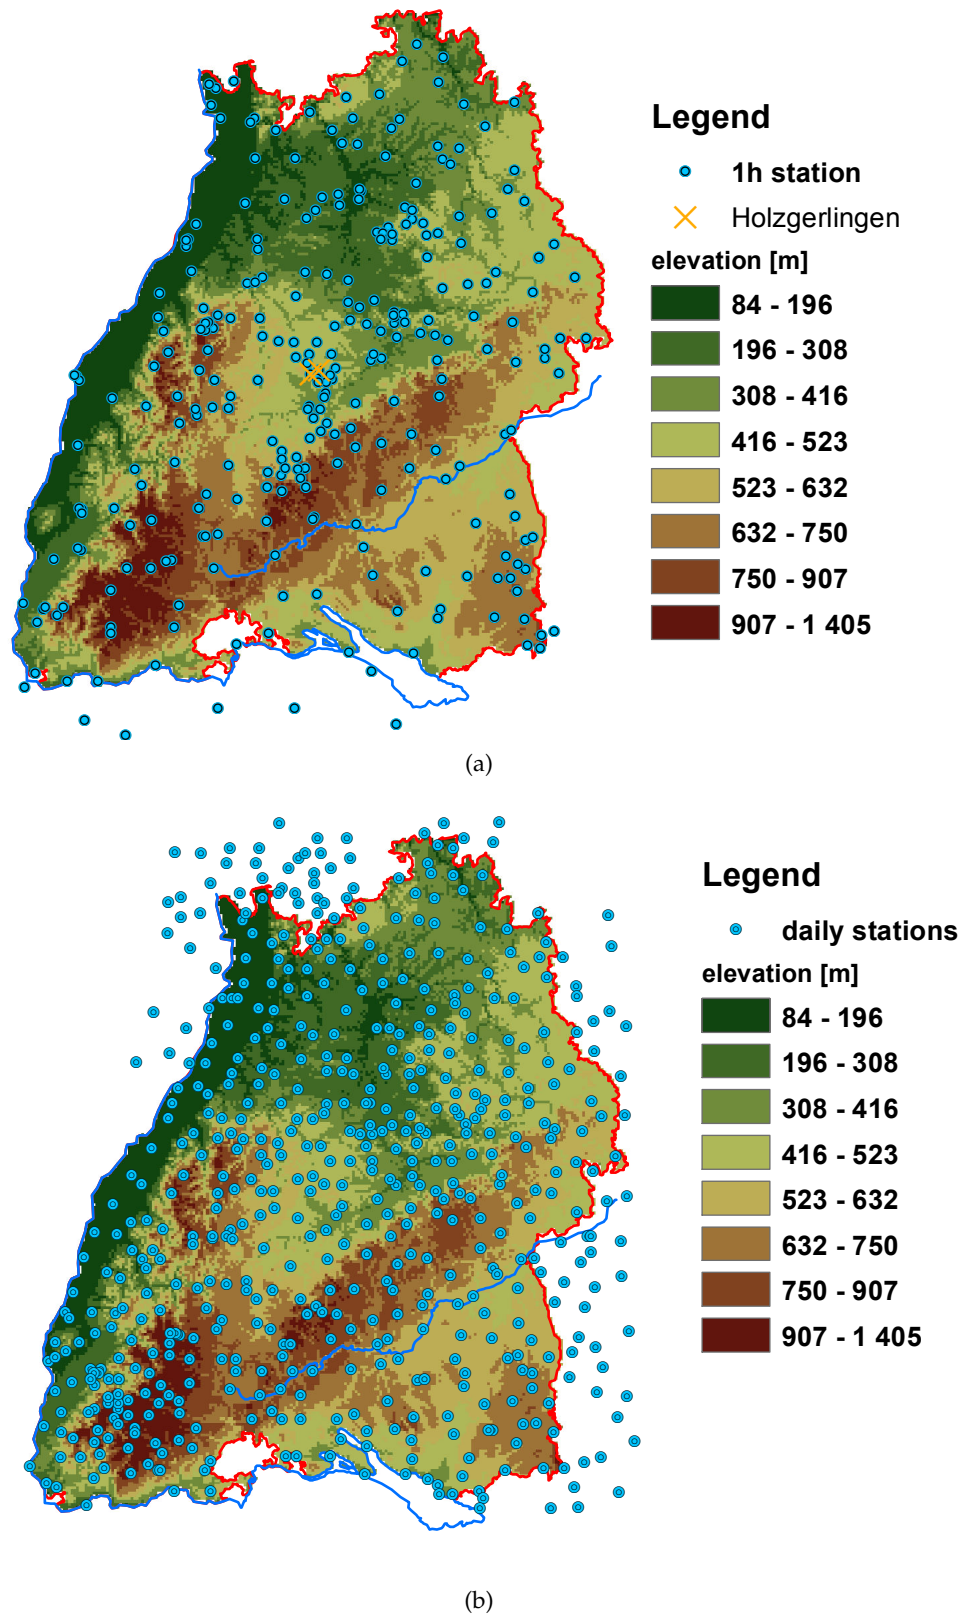 Legend
1h station
Holzgerlingen
elevation [m]
84 - 196
196 - 308
308 - 416
416 - 523
523 - 632
632 - 750
750 - 907
907 - 1 405
(a)
Legend
daily stations
elevation [m]
84 - 196
196 - 308
308 - 416
416 - 523
523 - 632
632 - 750
750 - 907
907 - 1 405
(b)